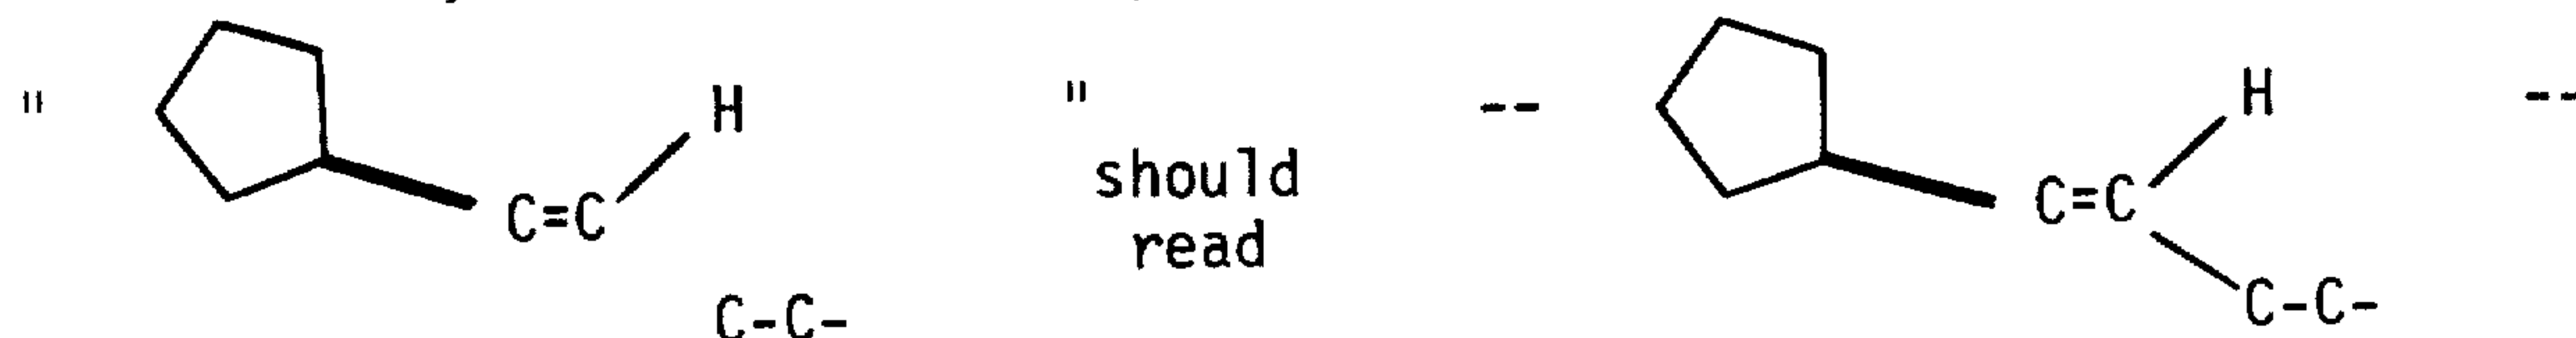 " H " -- H --
C=C should C=C
read
C-C- C-C-